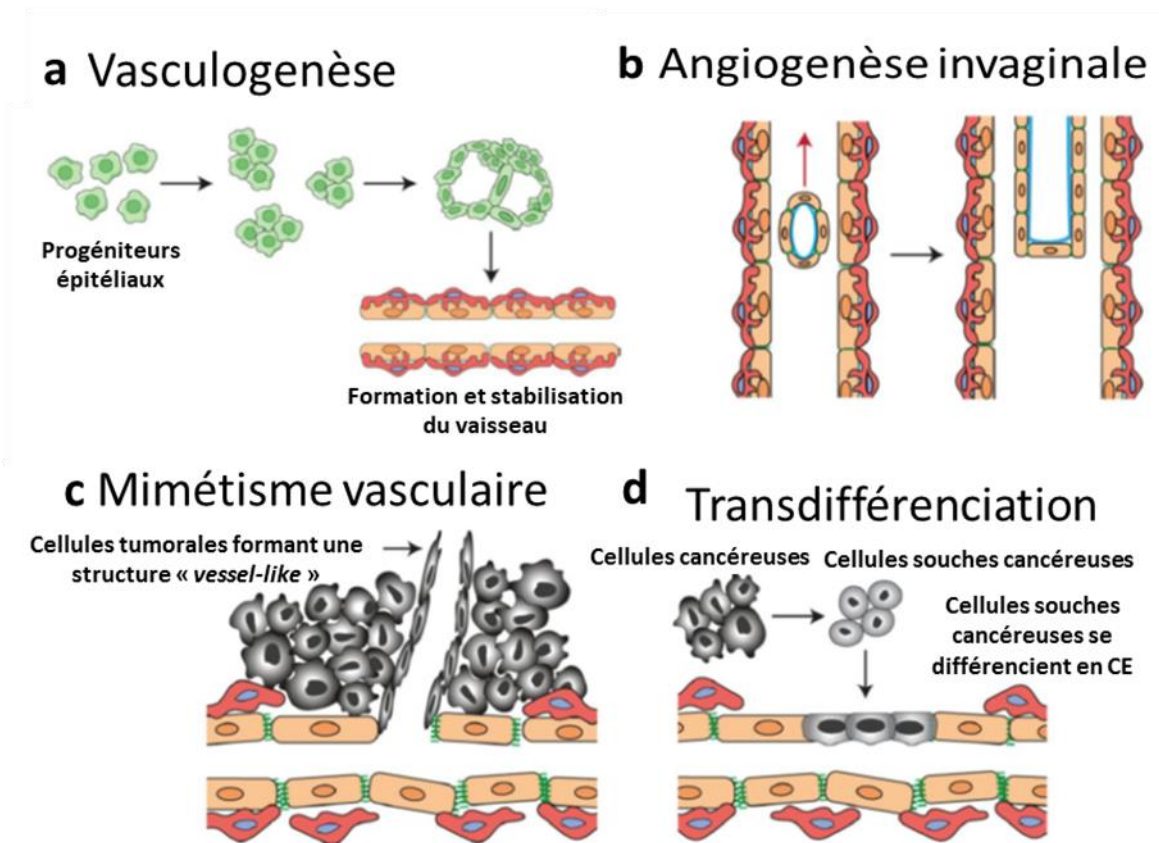 a Vasculogenèse
b Angiogenèse invaginale
Progéniteurs
épitéliaux
Formation et stabilisation
du vaisseau
c Mimétisme vasculaire
Cellules tumorales formant une
structure « vessel-like »
d Transdifférenciation
Cellules cancéreuses
Cellules souches cancéreuses
Cellules souches
cancéreuses se
différencient en CE